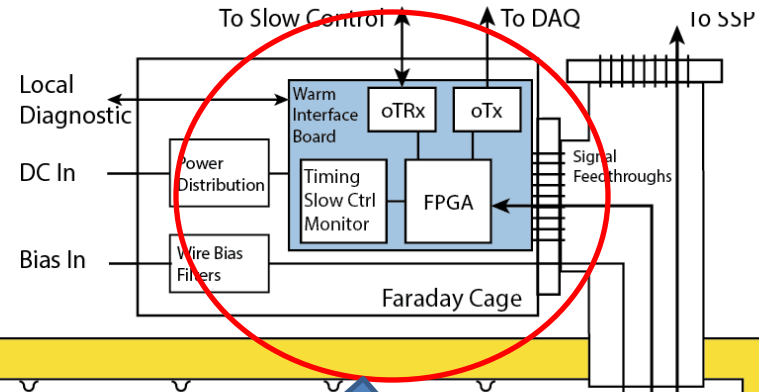 To Slow Control
To DAQ
To SSP
Local
Diagnostic
Warm
Interface
Board
oTRx
oTx
Power
Distribution
DC In
Timing
Slow Ctrl
Monitor
FPGA
Signal
Feedthroughs
Bias In
Wire Bias
Filters
Faraday Cage